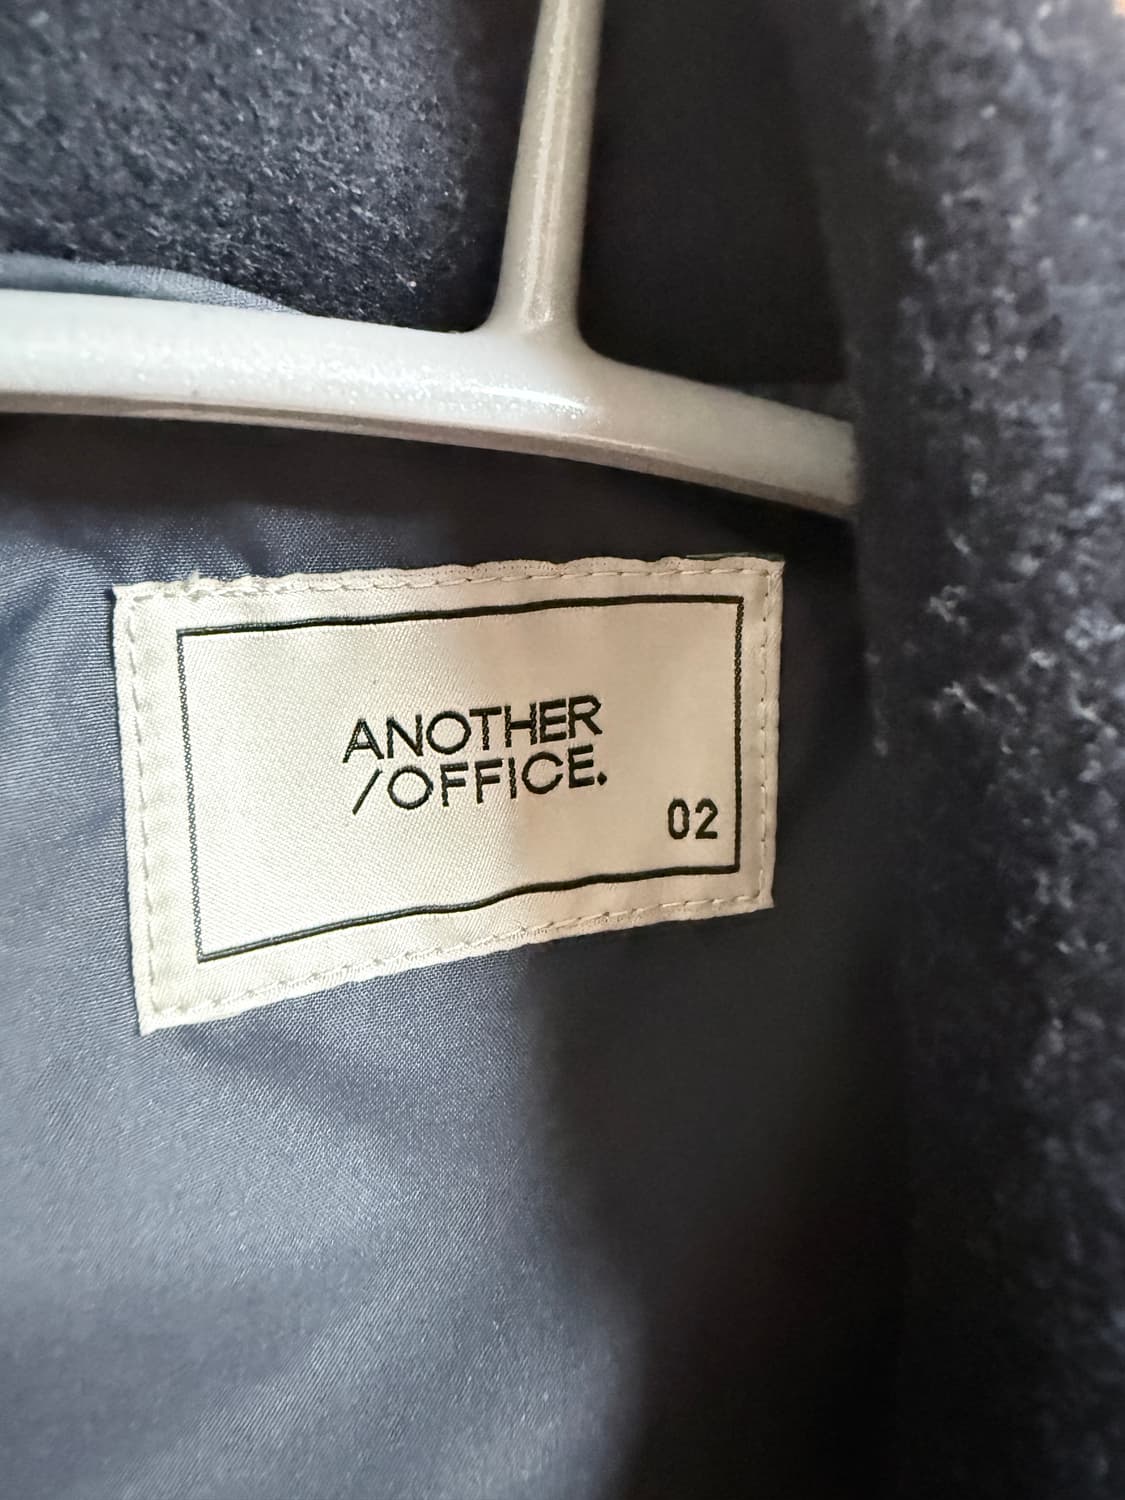 ANOTHER
/OFFICE.
02